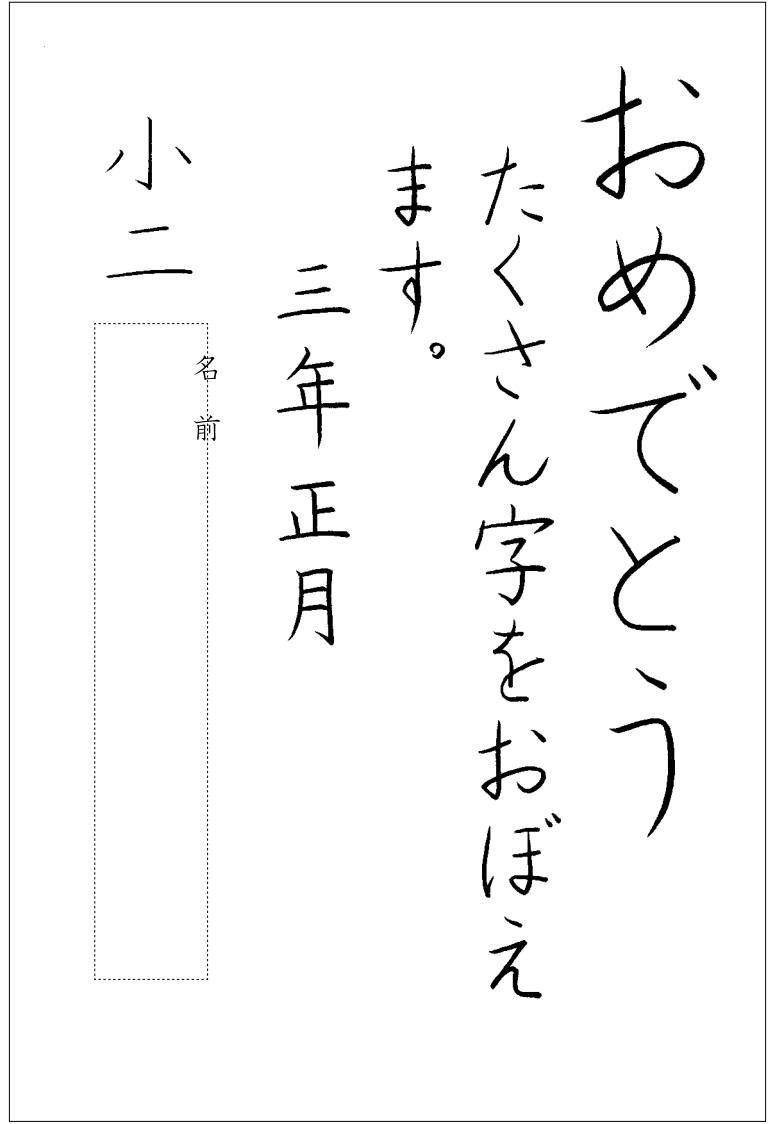 おめでとう
たくさん字をおぼえ
ます。
三年正月
小二
名前